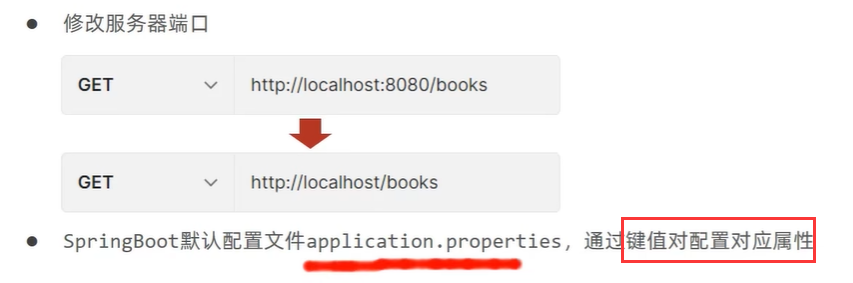 修改服务器端口
GET http://localhost:8080/books
GET http://localhost/books
SpringBoot默认配置文件application.properties，通过键值对配置对应属性